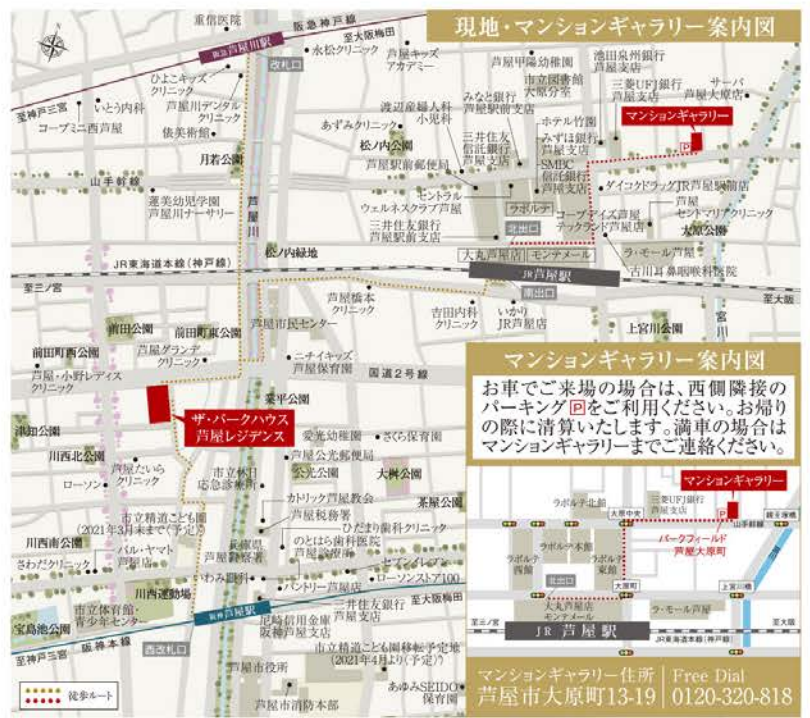 現地・マンションギャラリー案内図
重信医院
阪急神戸線
至大阪梅田
阪急 芦屋川駅
永松クリニック
芦屋キッズ
アカデミー
改札口
ひよこキッズ
クリニック
至神戸三宮
いとう内科
コープミニ西芦屋
芦屋川デンタル
クリニック
俵美術館
月若公園
あずみクリニック
松ノ内公園
芦屋甲陽幼稚園
市立図書館
大原分室
池田泉州銀行
芦屋支店
三菱UFJ銀行
芦屋支店
サーバ
芦屋大原店
マンションギャラリー
P
渡辺産婦人科
小児科
みなと銀行
芦屋駅前支店
ホテル竹園
みずほ銀行
芦屋支店
三井住友
信託銀行
芦屋支店
SMBC
信託銀行
芦屋支店
芦屋駅前郵便局
山手幹線
蓮美幼児学園
芦屋川ナーサリー
芦屋川
セントラル
ウェルネスクラブ芦屋
ラポルテ
ダイコクドラッグJR芦屋駅前店
コープデイズ芦屋
テックランド芦屋店
芦屋
セントマリアクリニック
大原公園
三井住友銀行
芦屋駅前支店
北出口
ラ・モール芦屋
古川耳鼻咽喉科医院
松ノ内緑地
大丸芦屋店
モンテメール
JR東海道本線(神戸線)
JR芦屋駅
至三ノ宮
南出口
至大阪
芦屋橋本
クリニック
吉田内科
クリニック
いかり
JR芦屋店
宮川
上宮川公園
前田公園
前田町東公園
芦屋市民センター
前田町西公園
芦屋グランデ
クリニック
芦屋・小野レディス
クリニック
ニチイキッズ
芦屋保育園
国道2号線
業平公園
ザ・パークハウス
芦屋レジデンス
津知公園
愛光幼稚園
さくら保育園
川西北公園
芦屋たいら
クリニック
芦屋公光郵便局
公光公園
大桝公園
ローソン
市立休日
応急診療所
カトリック芦屋教会
茶屋公園
市立精道こども園
(2021年3月末まで(予定))
芦屋税務署
ひだまり歯科クリニック
川西南公園
兵庫県
芦屋警察署
のとはら歯科医院
芦屋診療所
パル・ヤマト
芦屋店
さわだクリニック
セブンイレブン
いわみ眼科
パントリー芦屋店
ローソンストア100
川西運動場
至大阪梅田
市立体育館・
青少年センター
阪神 芦屋駅
三井住友銀行
芦屋支店
尼崎信用金庫
阪神芦屋支店
宝島池公園
阪神本線
至神戸三宮
西改札口
市立精道こども園移転予定地
(2021年4月より(予定))
芦屋市役所
あゆみSEIDO
保育園
芦屋市消防本部
徒歩ルート
マンションギャラリー案内図
お車でご来場の場合は、西側隣接の
パーキングPをご利用ください。お帰り
の際に清算いたします。満車の場合は
マンションギャラリーまでご連絡ください。
マンションギャラリー
ラポルテ北館
大原中央
三菱UFJ銀行
芦屋支店
P
山手幹線
親王塚橋
パークフィールド
芦屋大原町
ラポルテ
西館
ラポルテ本館
ラポルテ
東館
宮川
北出口
大原町
上宮川橋
大丸芦屋店
モンテメール
ラ・モール芦屋
至三ノ宮
JR 芦屋駅
至大阪
JR東海道本線(神戸線)
マンションギャラリー住所
芦屋市大原町13-19
Free Dial
0120-320-818